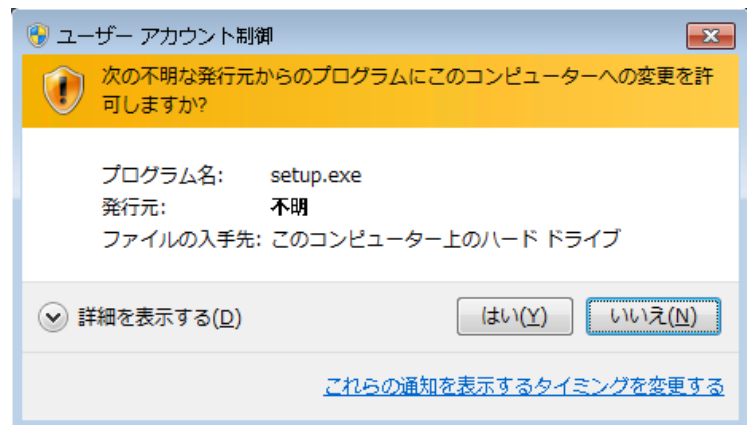 ユーザー アカウント制御
次の不明な発行元からのプログラムにこのコンピューターへの変更を許
可しますか?
プログラム名: setup.exe
発行元: 不明
ファイルの入手先: このコンピューター上のハード ドライブ
詳細を表示する(D)
はい(Y)
いいえ(N)
これらの通知を表示するタイミングを変更する